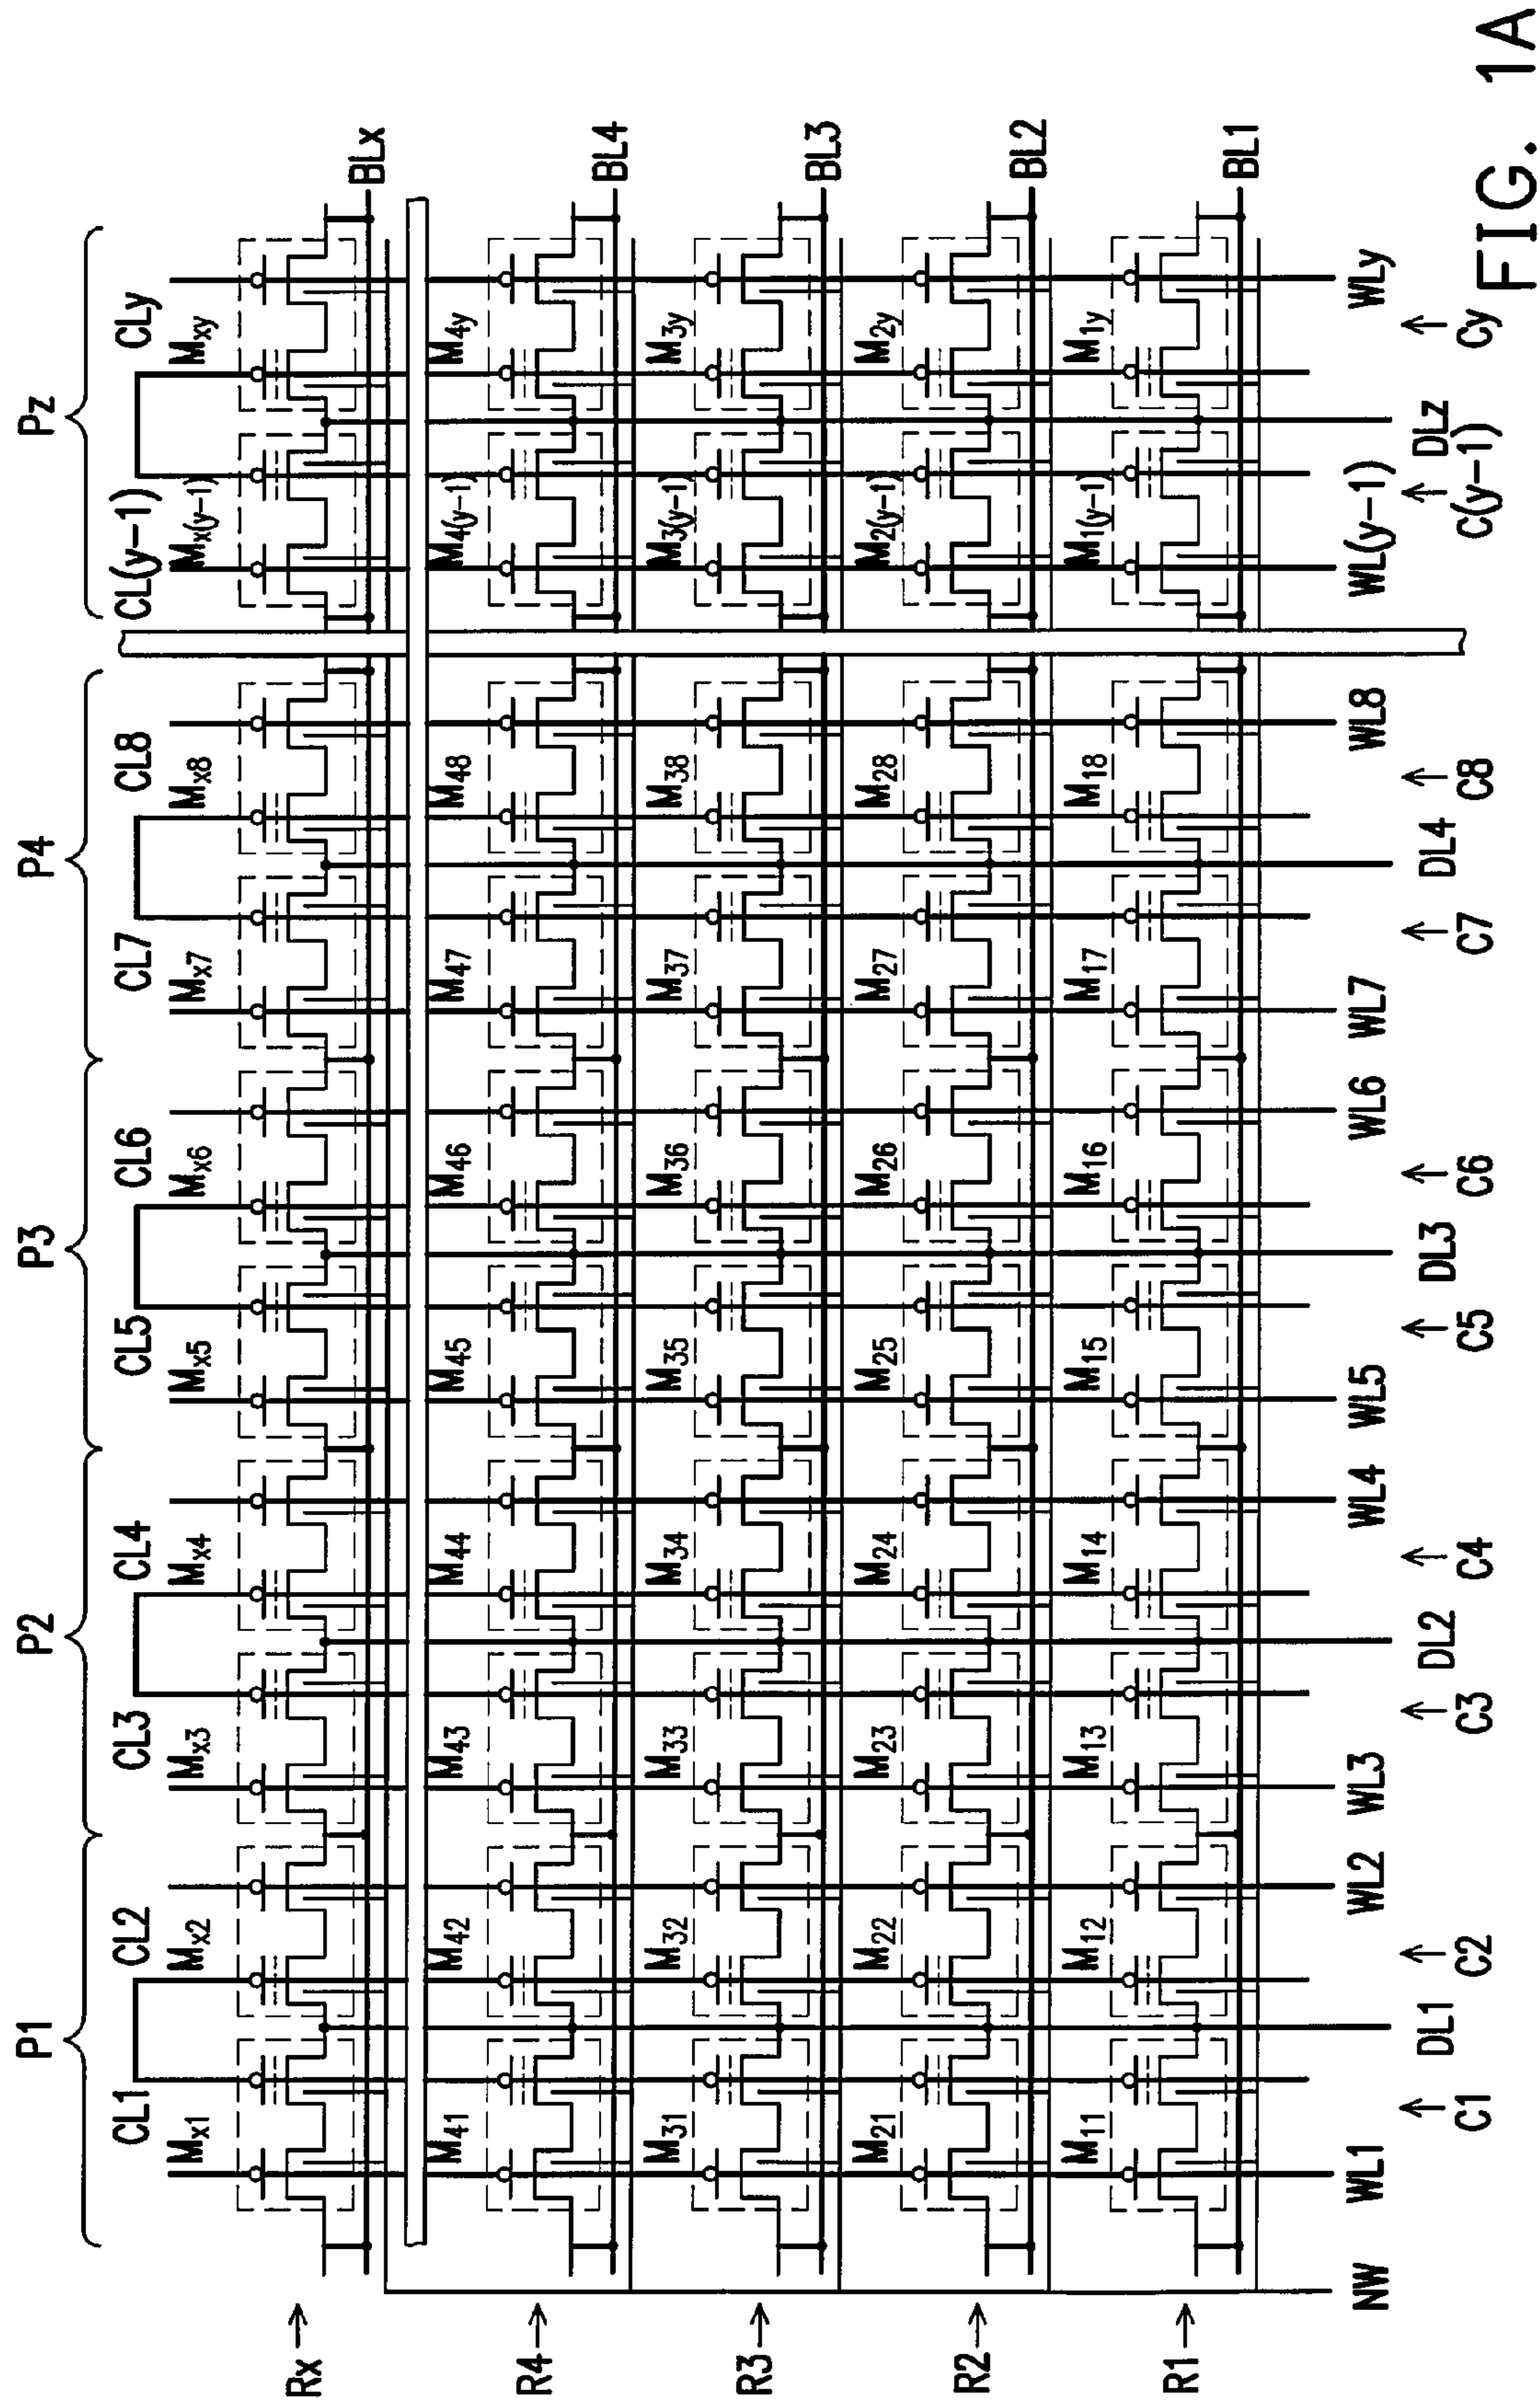 P1 P2 P3 P4 Pz
CL1 CL2 CL3 CL4 CL5 CL6 CL7 CL8 CL(y-1) CLy
Rx Mx1 Mx2 Mx3 Mx4 Mx5 Mx6 Mx7 Mx8 Mx(y-1) Mxy BLx
R4 M41 M42 M43 M44 M45 M46 M47 M48 M4(y-1) M4y BL4
R3 M31 M32 M33 M34 M35 M36 M37 M38 M3(y-1) M3y BL3
R2 M21 M22 M23 M24 M25 M26 M27 M28 M2(y-1) M2y BL2
R1 M11 M12 M13 M14 M15 M16 M17 M18 M1(y-1) M1y BL1
NW WL1 WL2 WL3 WL4 WL5 WL6 WL7 WL8 WL(y-1) WLy
DL1 DL2 DL3 DL4 DLz
C1 C2 C3 C4 C5 C6 C7 C8 C(y-1) Cy
FIG. 1A